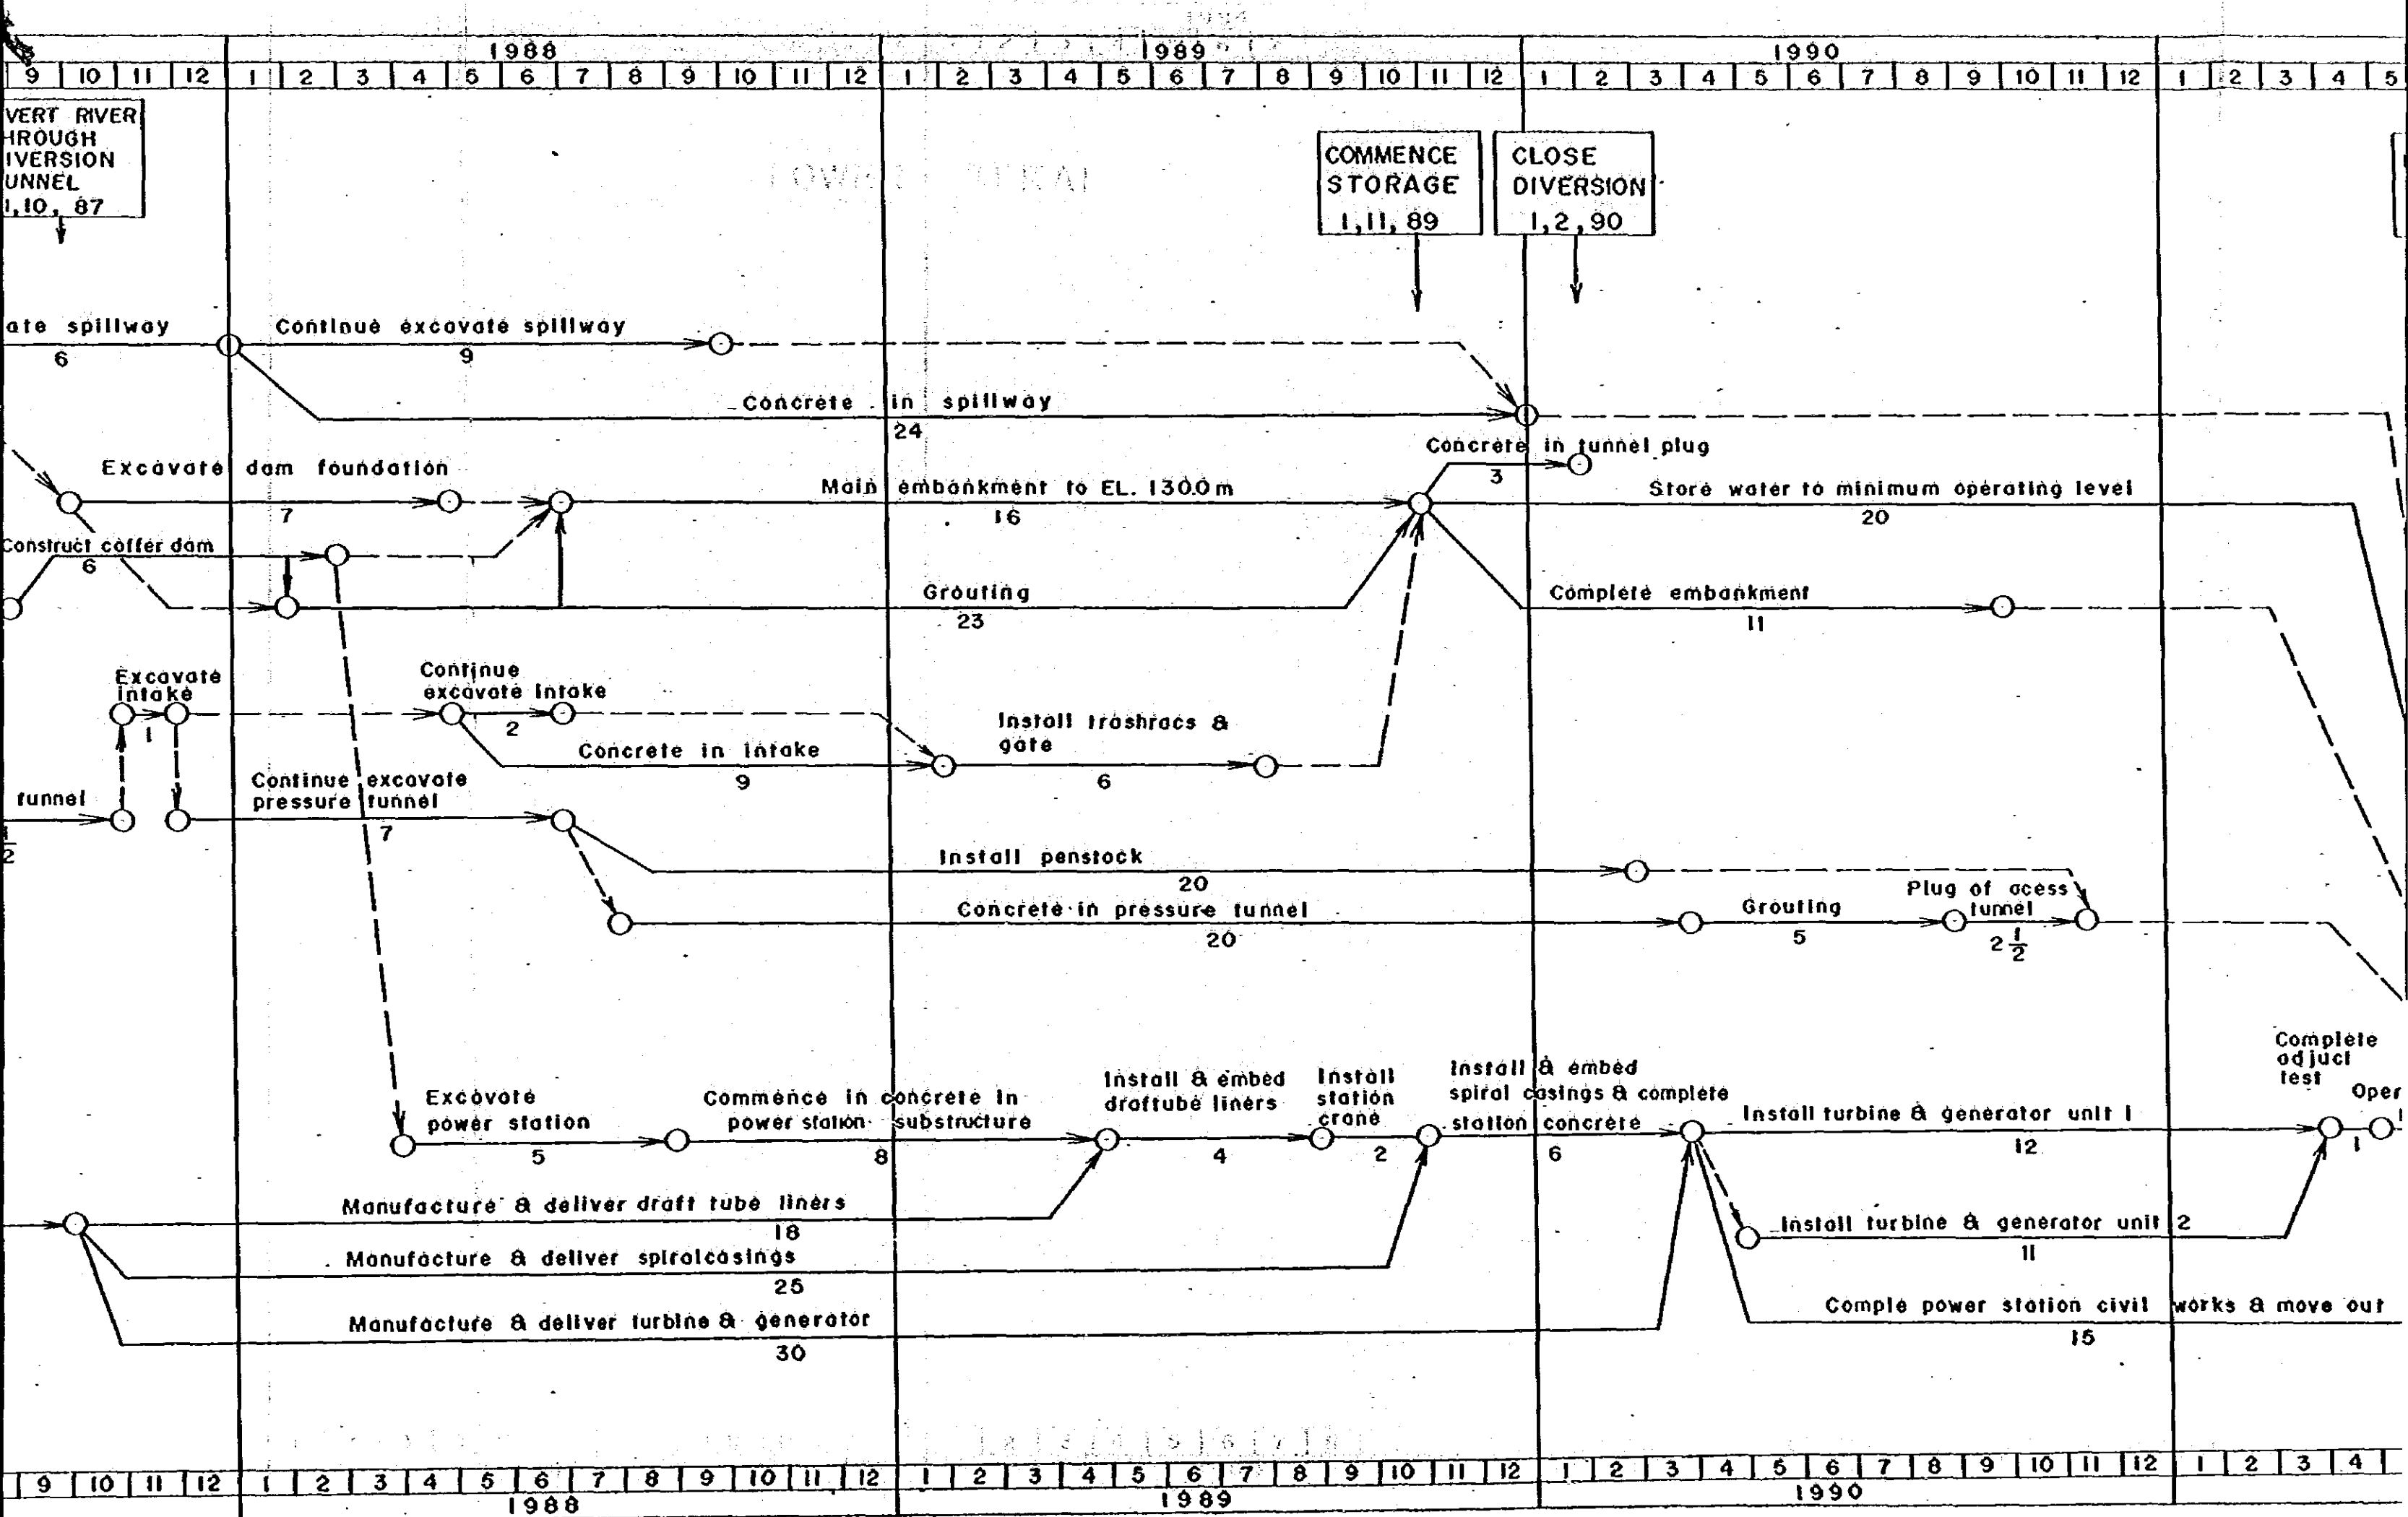 1988
1989
1990
9 10 11 12 1 2 3 4 5 6 7 8 9 10 11 12 1 2 3 4 5 6 7 8 9 10 11 12 1 2 3 4 5 6 7 8 9 10 11 12 1 2 3 4 5
VERT RIVER
HROUGH
IVERSION
UNNEL
1,10, 87
COMMENCE
STORAGE
1,11, 89
CLOSE
DIVERSION
1,2,90
ate spillway
6
Continue excavate spillway
9
Concrete in spillway
24
Concrete in tunnel plug
3
Excavate dam foundation
7
Main embankment to EL. 130.0 m
16
Store water to minimum operating level
20
Construct coffer dam
6
Grouting
23
Complete embankment
11
Excavate
intake
1
Continue
excavate intake
2
Concrete in intake
9
Install trashracs &
gate
6
tunnel
2
Continue excavate
pressure tunnel
7
Install penstock
20
Concrete in pressure tunnel
20
Grouting
5
Plug of acess
tunnel
2 1/2
Excavate
power station
5
Commence in concrete in
power station substructure
8
Install & embed
draftube liners
4
Install
station
crane
2
Install & embed
spiral casings & complete
station concrete
6
Install turbine & generator unit 1
12
Complete
adjuct
test
1
Oper
Manufacture & deliver draft tube liners
18
Install turbine & generator unit 2
11
Manufacture & deliver spiralcasings
25
Comple power station civil works & move out
15
Manufacture & deliver turbine & generator
30
9 10 11 12 1 2 3 4 5 6 7 8 9 10 11 12 1 2 3 4 5 6 7 8 9 10 11 12 1 2 3 4 5 6 7 8 9 10 11 12 1 2 3 4
1988
1989
1990